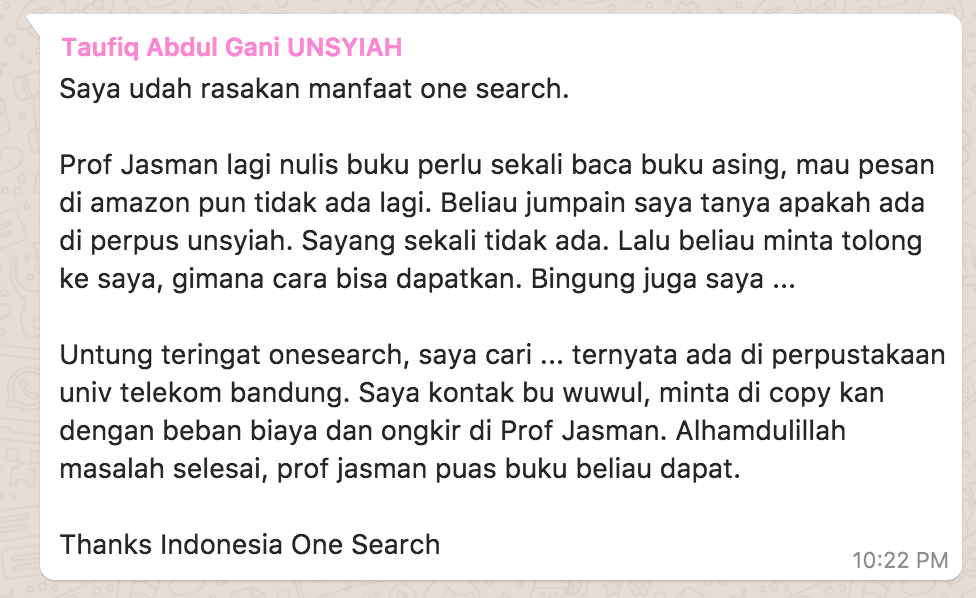 Taufiq Abdul Gani UNSYIAH
Saya udah rasakan manfaat one search.
Prof Jasman lagi nulis buku perlu sekali baca buku asing, mau pesan
di amazon pun tidak ada lagi. Beliau jumpain saya tanya apakah ada
di perpus unsyiah. Sayang sekali tidak ada. Lalu beliau minta tolong
ke saya, gimana cara bisa dapatkan. Bingung juga saya ...
Untung teringat onesearch, saya cari ... ternyata ada di perpustakaan
univ telekom bandung. Saya kontak bu wuwul, minta di copy kan
dengan beban biaya dan ongkir di Prof Jasman. Alhamdulillah
masalah selesai, prof jasman puas buku beliau dapat.
Thanks Indonesia One Search
10:22 PM